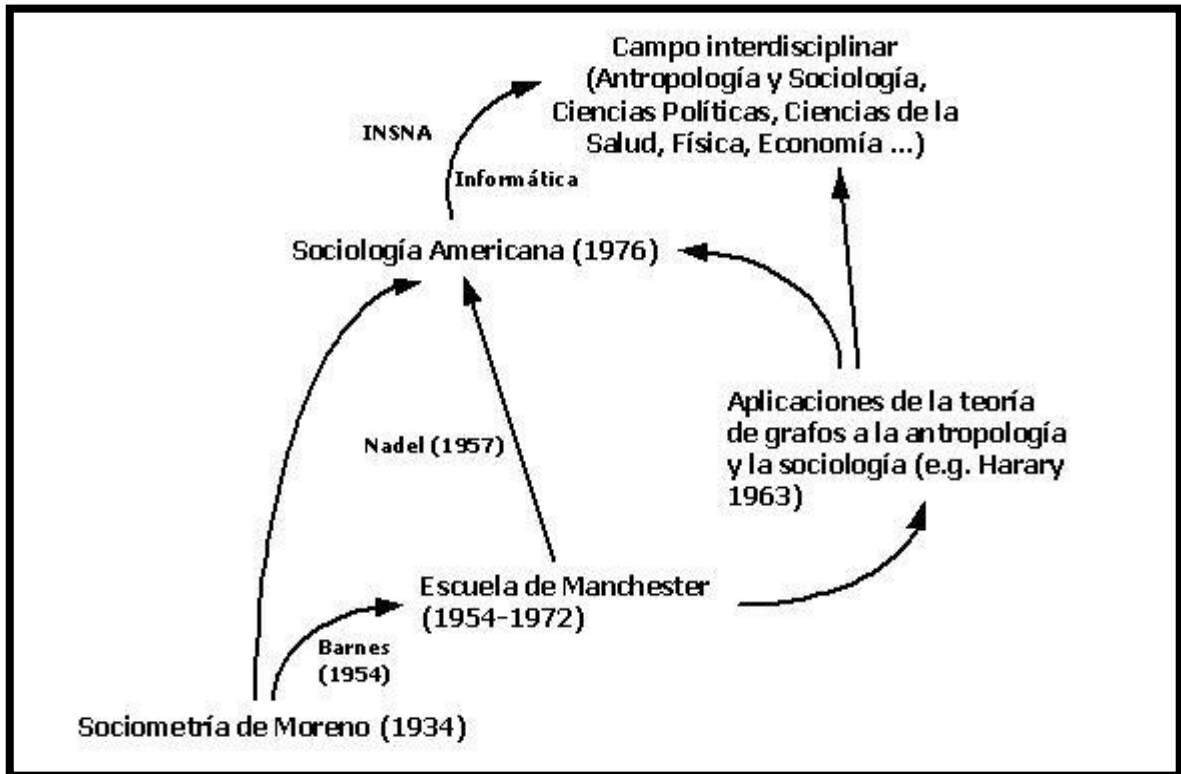 Campo interdisciplinar
(Antropología y Sociología,
Ciencias Políticas, Ciencias de la
Salud, Física, Economía ...)
INSNA
Informática
Sociología Americana (1976)
Aplicaciones de la teoría
de grafos a la antropología
y la sociología (e.g. Harary
1963)
Nadel (1957)
Escuela de Manchester
(1954-1972)
Barnes
(1954)
Sociometría de Moreno (1934)